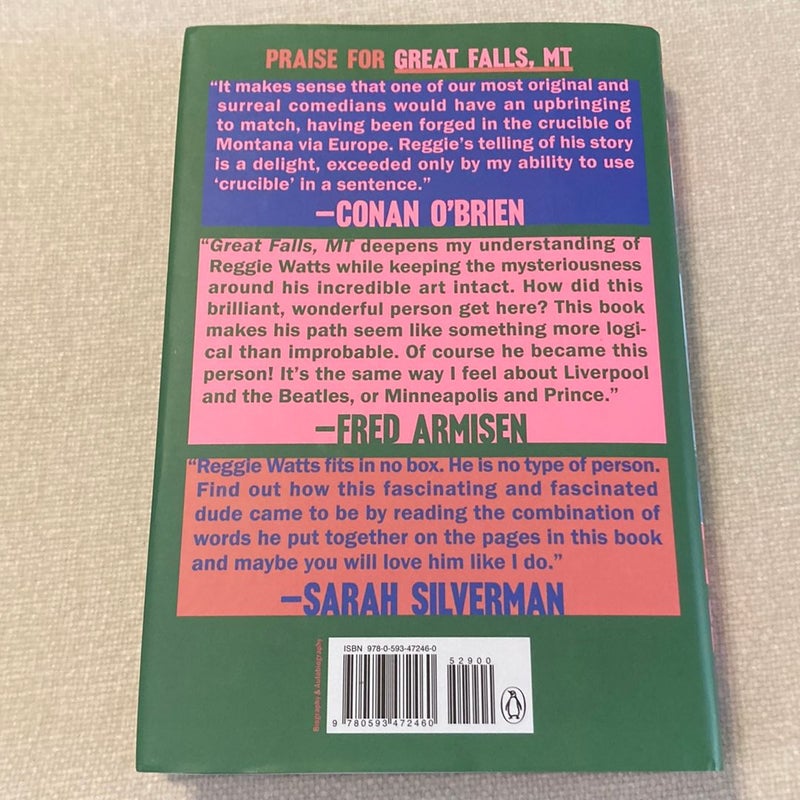 PRAISE FOR GREAT FALLS, MT
“It makes sense that one of our most original and
surreal comedians would have an upbringing
to match, having been forged in the crucible of
Montana via Europe. Reggie’s telling of his story
is a delight, exceeded only by my ability to use
‘crucible’ in a sentence.”
—CONAN O’BRIEN
“Great Falls, MT deepens my understanding of
Reggie Watts while keeping the mysteriousness
around his incredible art intact. How did this
brilliant, wonderful person get here? This book
makes his path seem like something more logi-
cal than improbable. Of course he became this
person! It’s the same way I feel about Liverpool
and the Beatles, or Minneapolis and Prince.”
—FRED ARMISEN
“Reggie Watts fits in no box. He is no type of person.
Find out how this fascinating and fascinated
dude came to be by reading the combination of
words he put together on the pages in this book
and maybe you will love him like I do.”
—SARAH SILVERMAN
Biography & Autobiography
ISBN 978-0-593-47246-0
52900
9 780593 472460